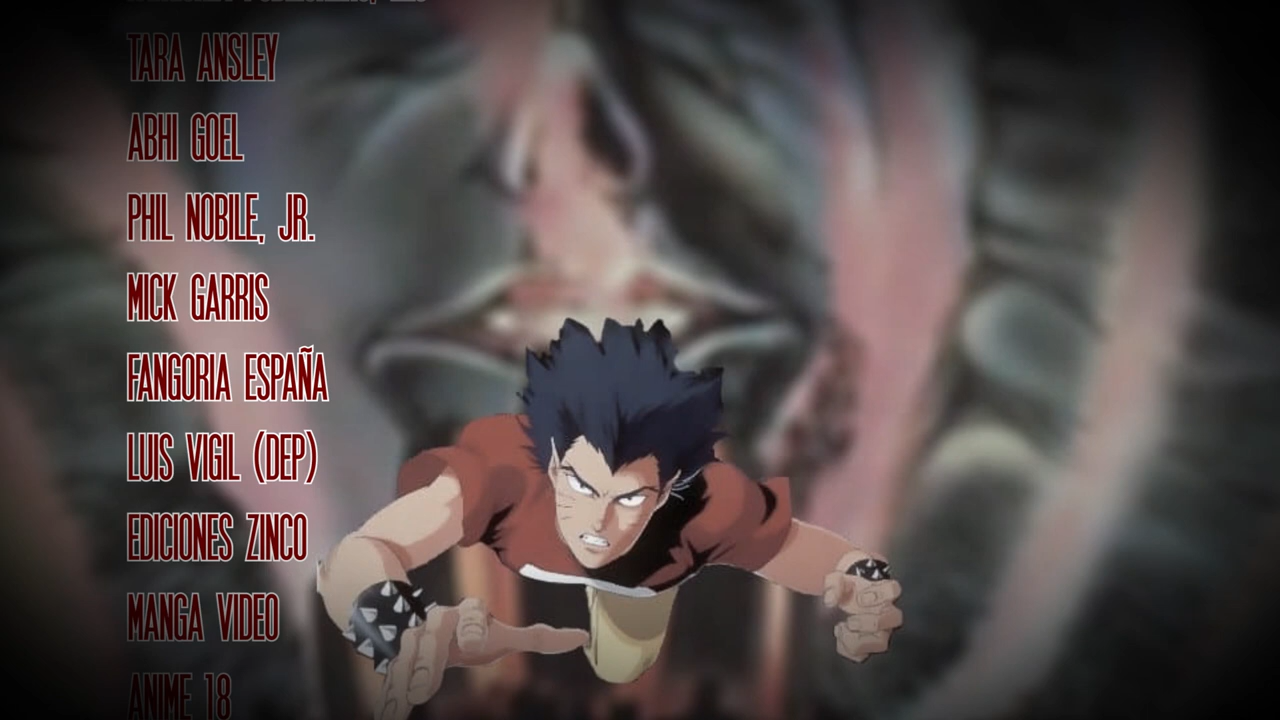 TARA ANSLEY
ABHI GOEL
PHIL NOBILE, JR.
MICK GARRIS
FANGORIA ESPAÑA
LUIS VIGIL (DEP)
EDICIONES ZINCO
MANGA VIDEO
ANIME 18